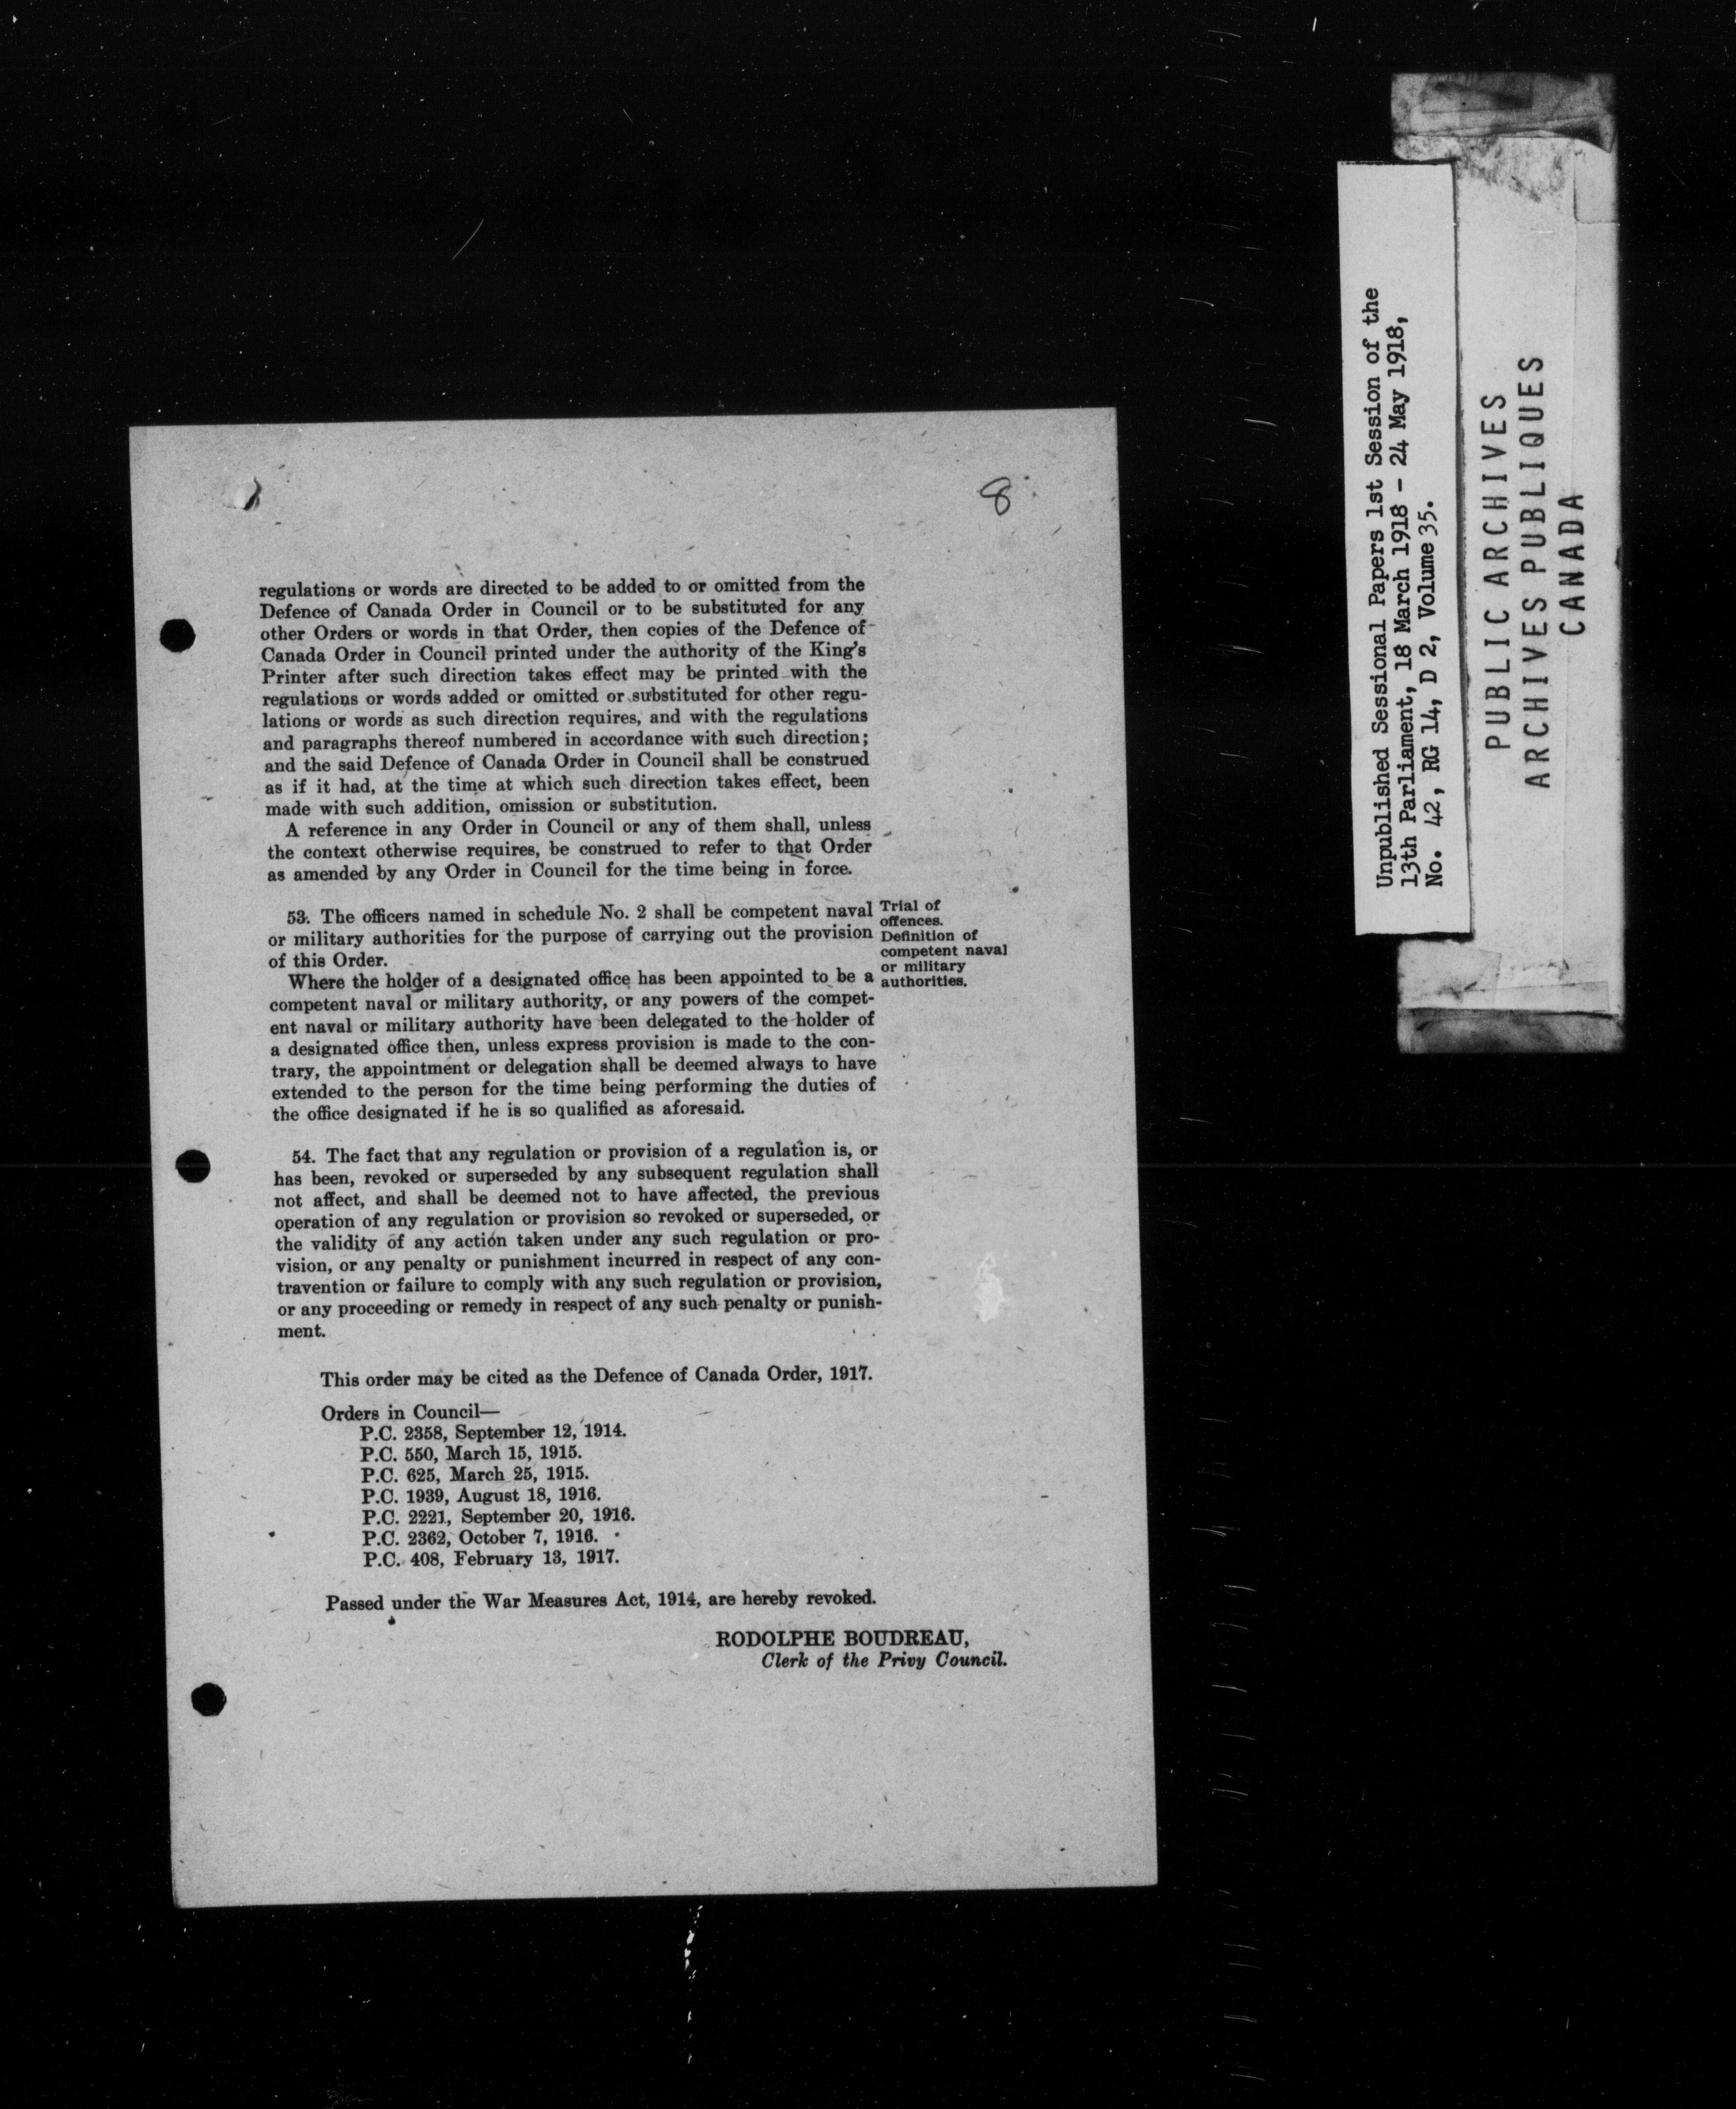 8
regulations or words are directed to be added to or omitted from the
Defence of Canada Order in Council or to be substituted for any
other Orders or words in that Order, then copies of the Defence of
Canada Order in Council printed under the authority of the King's
Printer after such direction takes effect may be printed with the
regulations or words added or omitted or substituted for other regu-
lations or words as such direction requires, and with the regulations
and paragraphs thereof numbered in accordance with such direction;
and the said Defence of Canada Order in Council shall be construed
as if it had, at the time at which such direction takes effect, been
made with such addition, omission or substitution.
A reference in any Order in Council or any of them shall, unless
the context otherwise requires, be construed to refer to that Order
as amended by any Order in Council for the time being in force.
53. The officers named in schedule No. 2 shall be competent naval
or military authorities for the purpose of carrying out the provision
of this Order.
Where the holder of a designated office has been appointed to be a
competent naval or military authority, or any powers of the compet-
ent naval or military authority have been delegated to the holder of
a designated office then, unless express provision is made to the con-
trary, the appointment or delegation shall be deemed always to have
extended to the person for the time being performing the duties of
the office designated if he is so qualified as aforesaid.
Trial of
offences.
Definition of
competent naval
or military
authorities.
54. The fact that any regulation or provision of a regulation is, or
has been, revoked or superseded by any subsequent regulation shall
not affect, and shall be deemed not to have affected, the previous
operation of any regulation or provision so revoked or superseded, or
the validity of any action taken under any such regulation or pro-
vision, or any penalty or punishment incurred in respect of any con-
travention or failure to comply with any such regulation or provision,
or any proceeding or remedy in respect of any such penalty or punish-
ment.
This order may be cited as the Defence of Canada Order, 1917.
Orders in Council—
P.C. 2358, September 12, 1914.
P.C. 550, March 15, 1915.
P.C. 625, March 25, 1915.
P.C. 1939, August 18, 1916.
P.C. 2221, September 20, 1916.
P.C. 2362, October 7, 1916.
P.C. 408, February 13, 1917.
Passed under the War Measures Act, 1914, are hereby revoked.
RODOLPHE BOUDREAU,
Clerk of the Privy Council.
Unpublished Sessional Papers 1st Session of the
13th Parliament, 18 March 1918 - 24 May 1918,
No. 42, RG 14, D 2, Volume 35.
PUBLIC ARCHIVES
ARCHIVES PUBLIQUES
CANADA